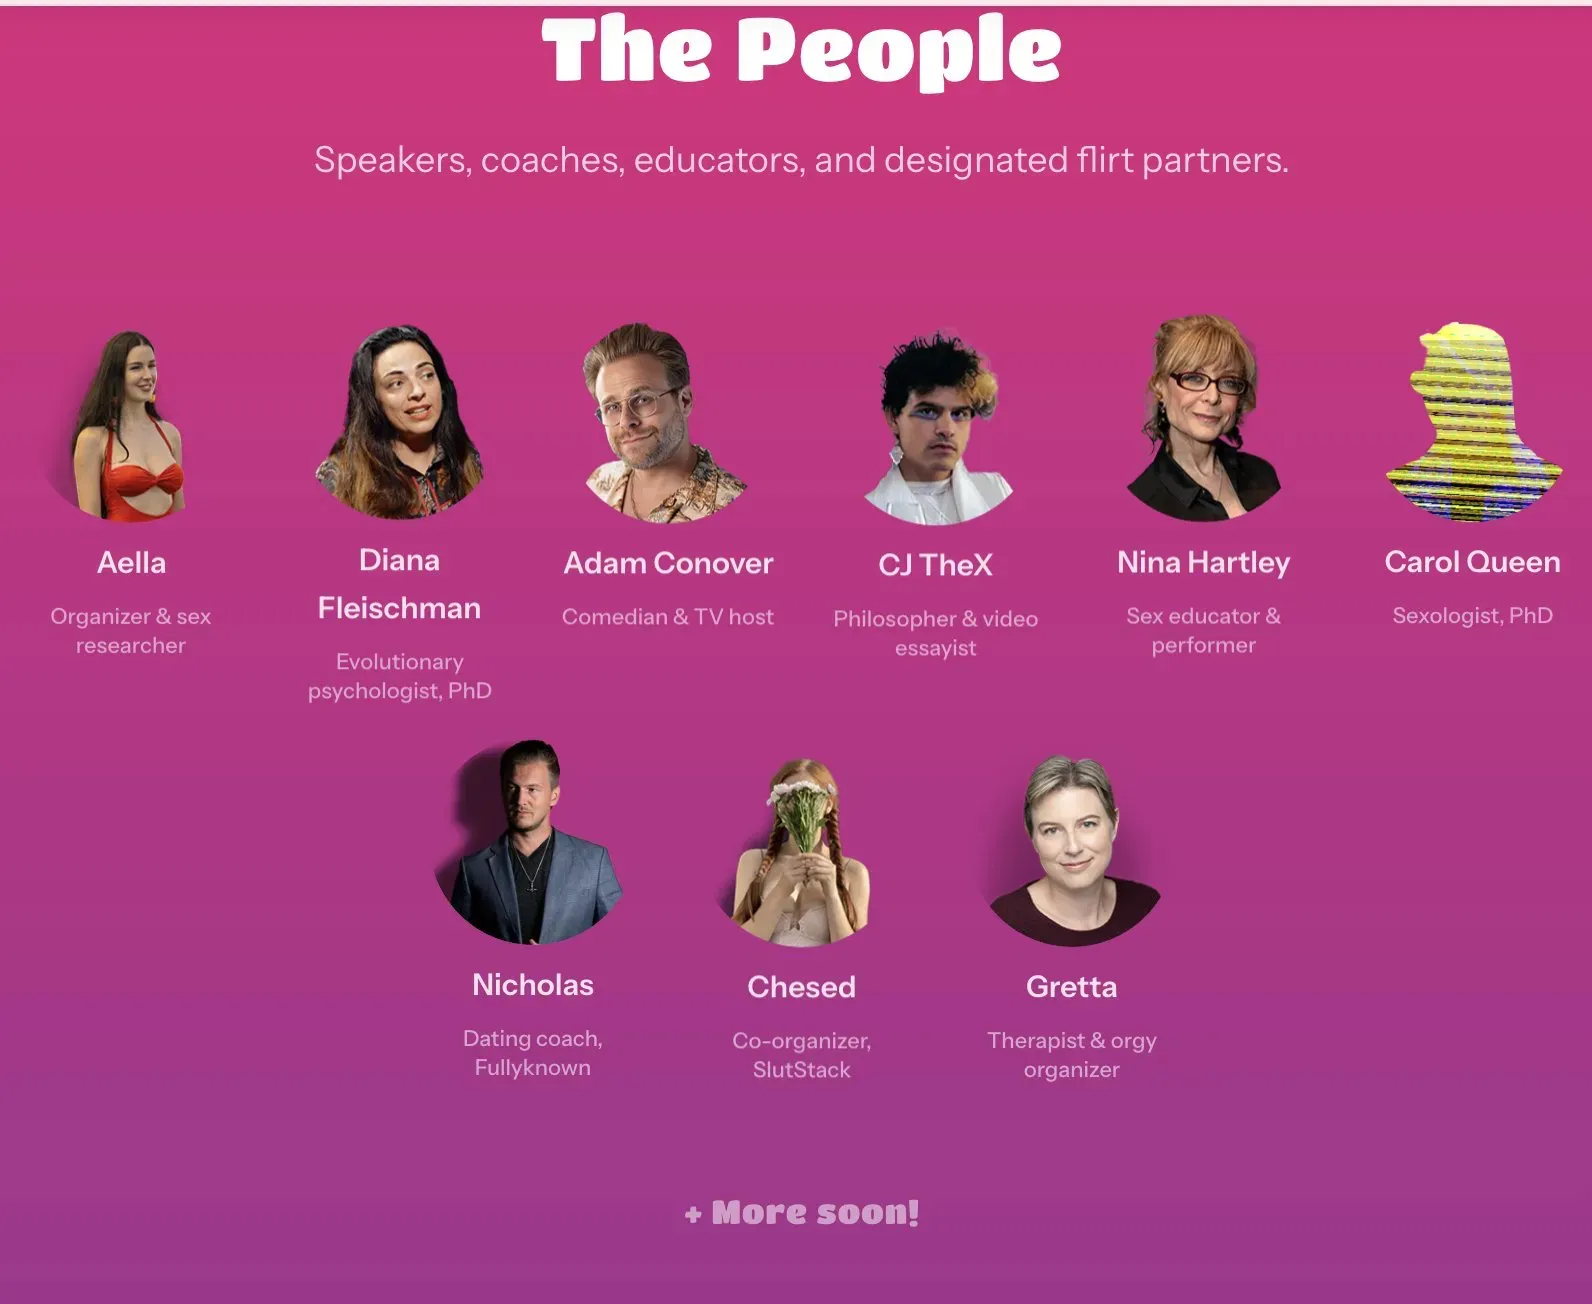 The People
Speakers, coaches, educators, and designated flirt partners.
Aella
Organizer & sex
researcher
Diana
Fleischman
Evolutionary
psychologist, PhD
Adam Conover
Comedian & TV host
CJ TheX
Philosopher & video
essayist
Nina Hartley
Sex educator &
performer
Carol Queen
Sexologist, PhD
Nicholas
Dating coach,
Fullyknown
Chesed
Co-organizer,
SlutStack
Gretta
Therapist & orgy
organizer
+ More soon!